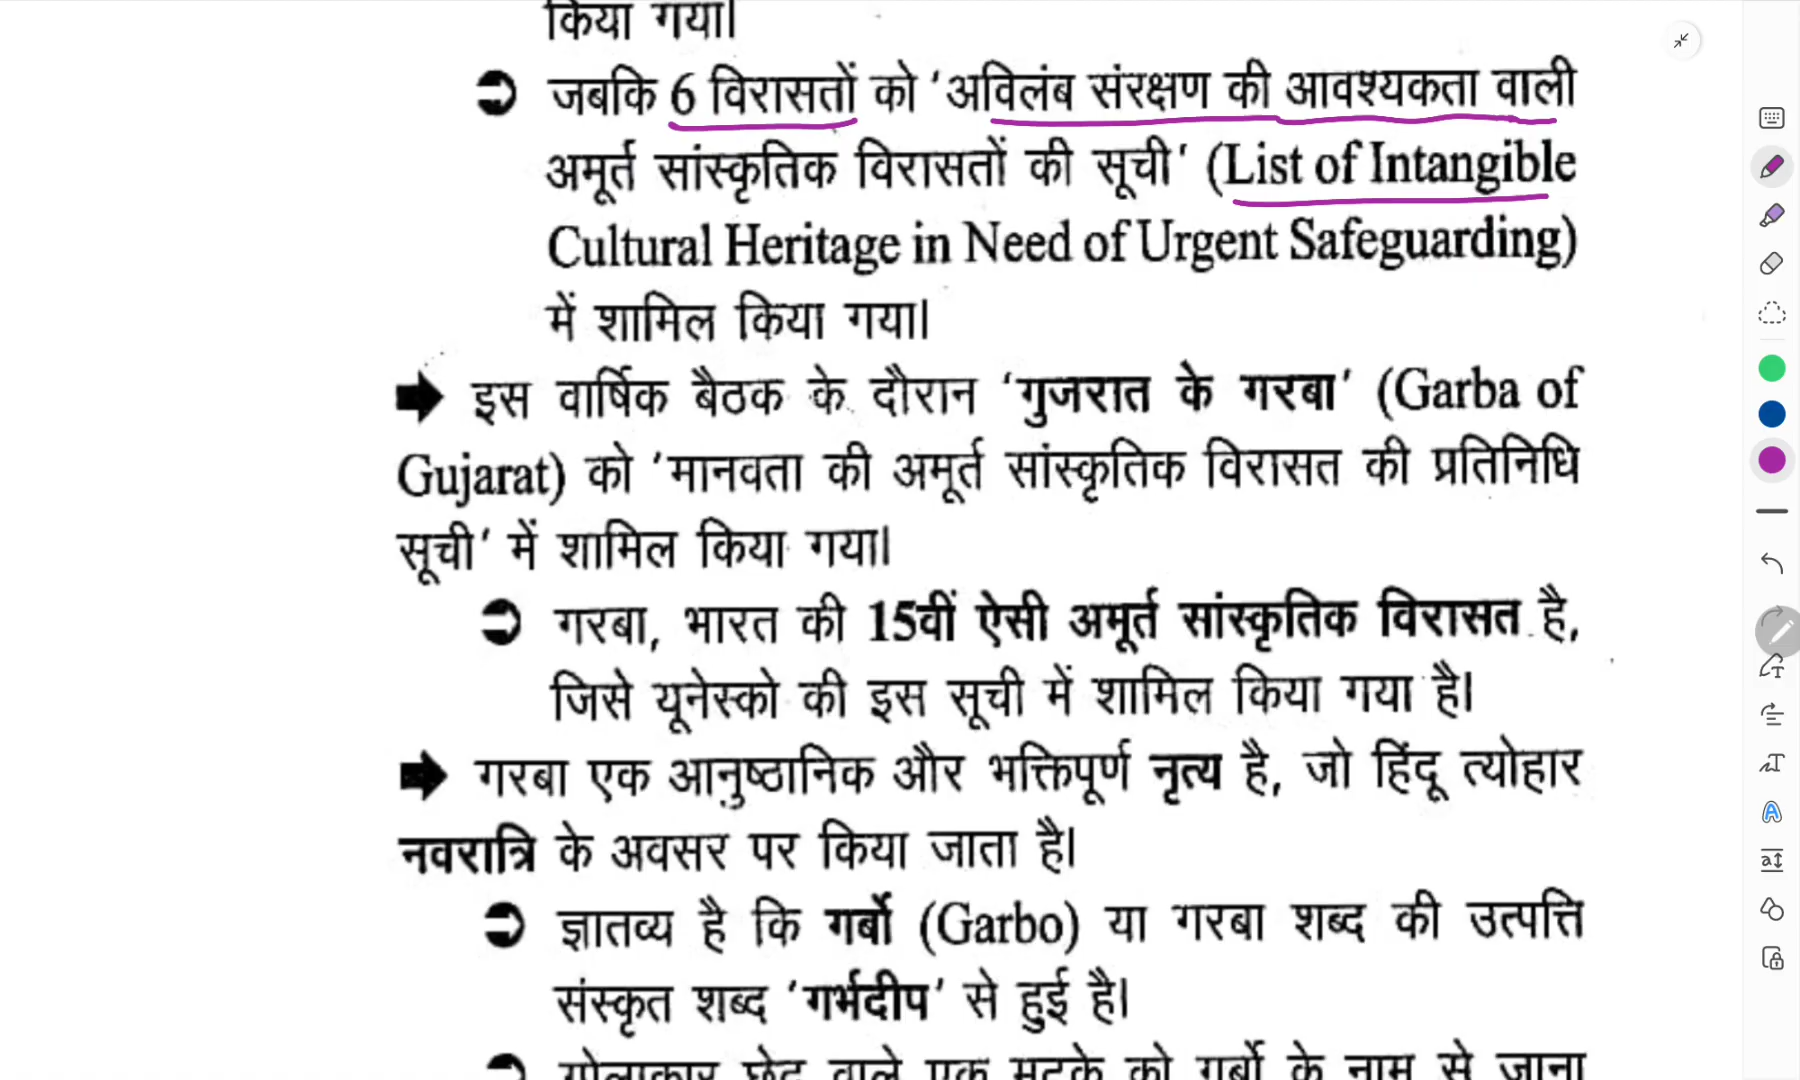 किया गया।
जबकि 6 विरासतों को ‘अविलंब संरक्षण की आवश्यकता वाली
अमूर्त सांस्कृतिक विरासतों की सूची’ (List of Intangible
Cultural Heritage in Need of Urgent Safeguarding)
में शामिल किया गया।
इस वार्षिक बैठक के दौरान ‘गुजरात के गरबा’ (Garba of
Gujarat) को ‘मानवता की अमूर्त सांस्कृतिक विरासत की प्रतिनिधि
सूची’ में शामिल किया गया।
गरबा, भारत की 15वीं ऐसी अमूर्त सांस्कृतिक विरासत है,
जिसे यूनेस्को की इस सूची में शामिल किया गया है।
गरबा एक आनुष्ठानिक और भक्तिपूर्ण नृत्य है, जो हिंदू त्योहार
नवरात्रि के अवसर पर किया जाता है।
ज्ञातव्य है कि गर्बो (Garbo) या गरबा शब्द की उत्पत्ति
संस्कृत शब्द ‘गर्भदीप’ से हुई है।
गोलाकार छेद वाले एक मटके को गर्बो के नाम से जाना